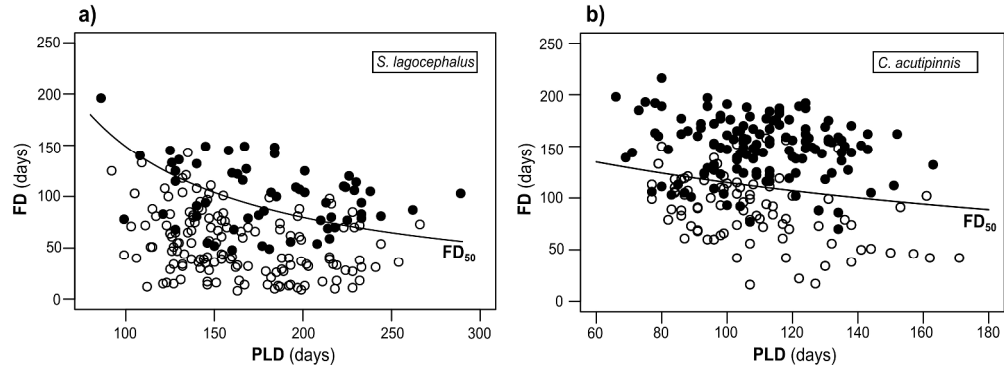 a)
S. lagocephalus
FD (days)
250
200
150
100
50
0
FD50
100 150 200 250 300
PLD (days)
b)
C. acutipinnis
FD (days)
250
200
150
100
50
0
FD50
60 80 100 120 140 160 180
PLD (days)